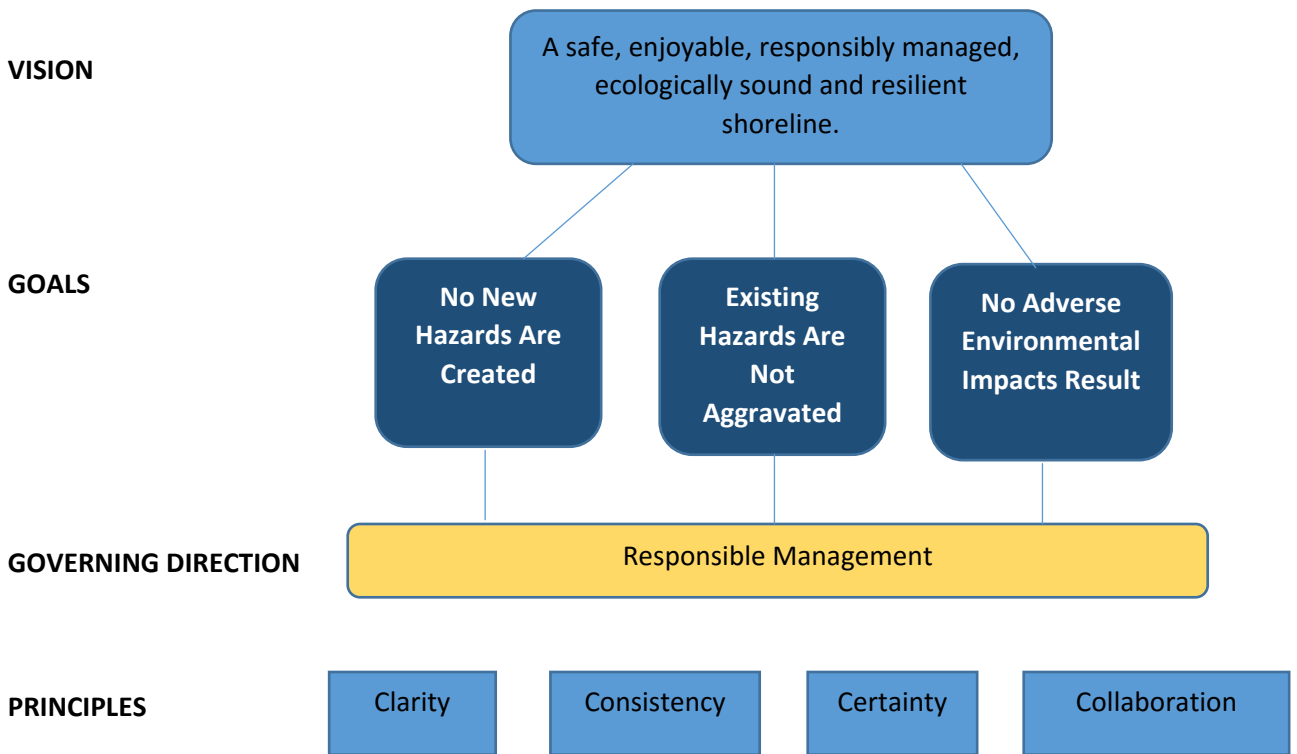 VISION
A safe, enjoyable, responsibly managed,
ecologically sound and resilient
shoreline.
GOALS
No New
Hazards Are
Created
Existing
Hazards Are
Not
Aggravated
No Adverse
Environmental
Impacts Result
GOVERNING DIRECTION
Responsible Management
PRINCIPLES
Clarity
Consistency
Certainty
Collaboration